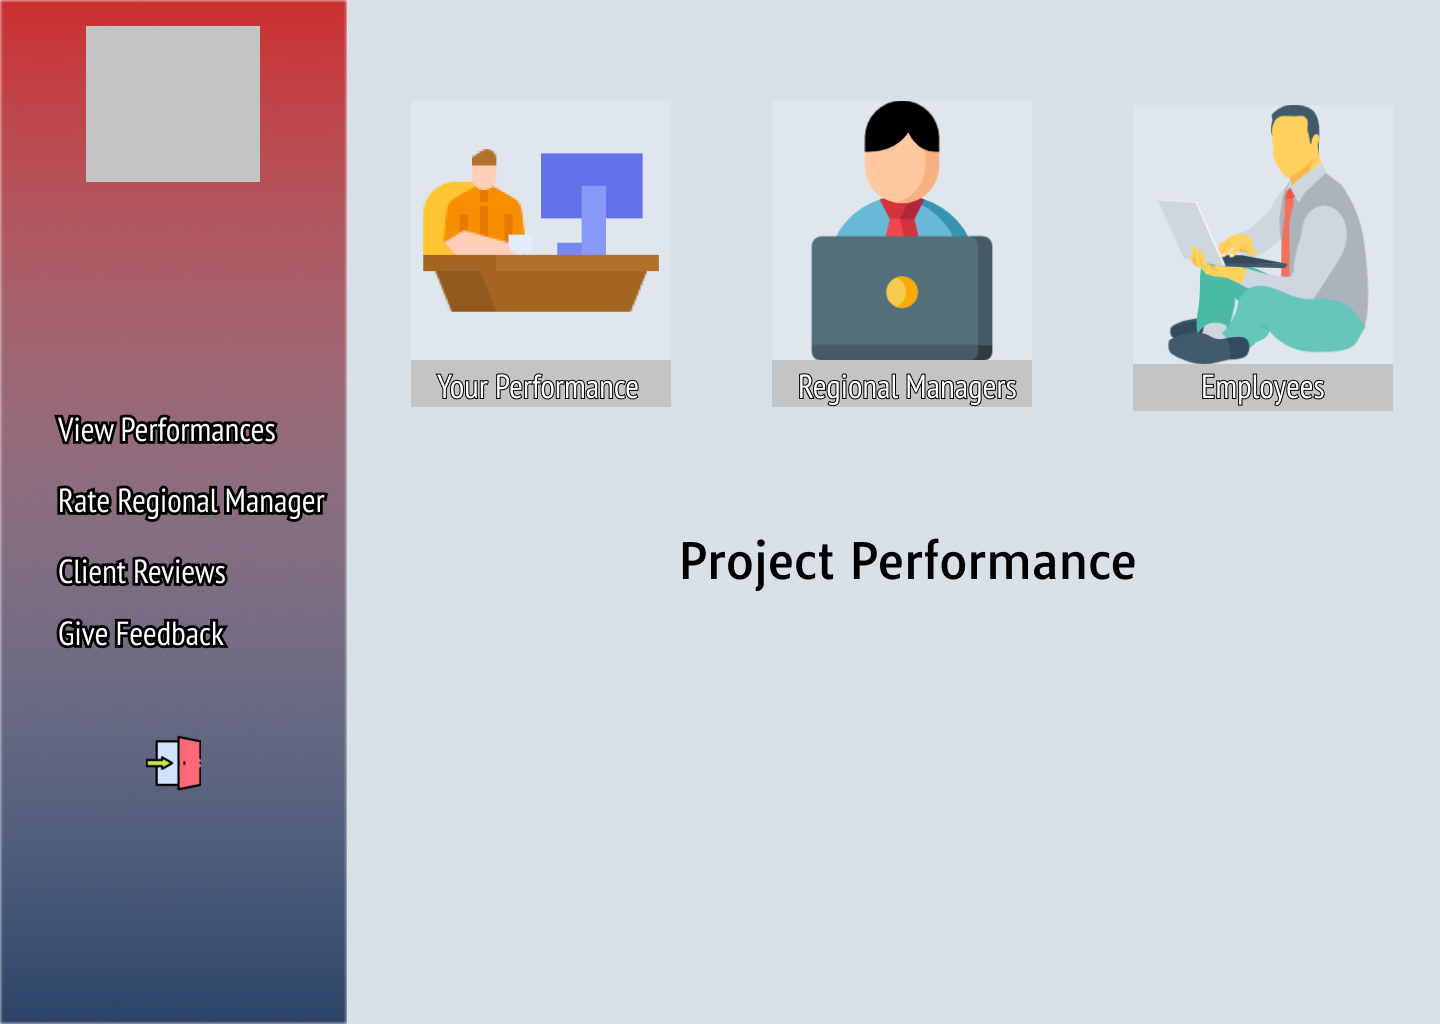 View Performances
Rate Regional Manager
Client Reviews
Give Feedback
Your Performance
Regional Managers
Employees
Project Performance